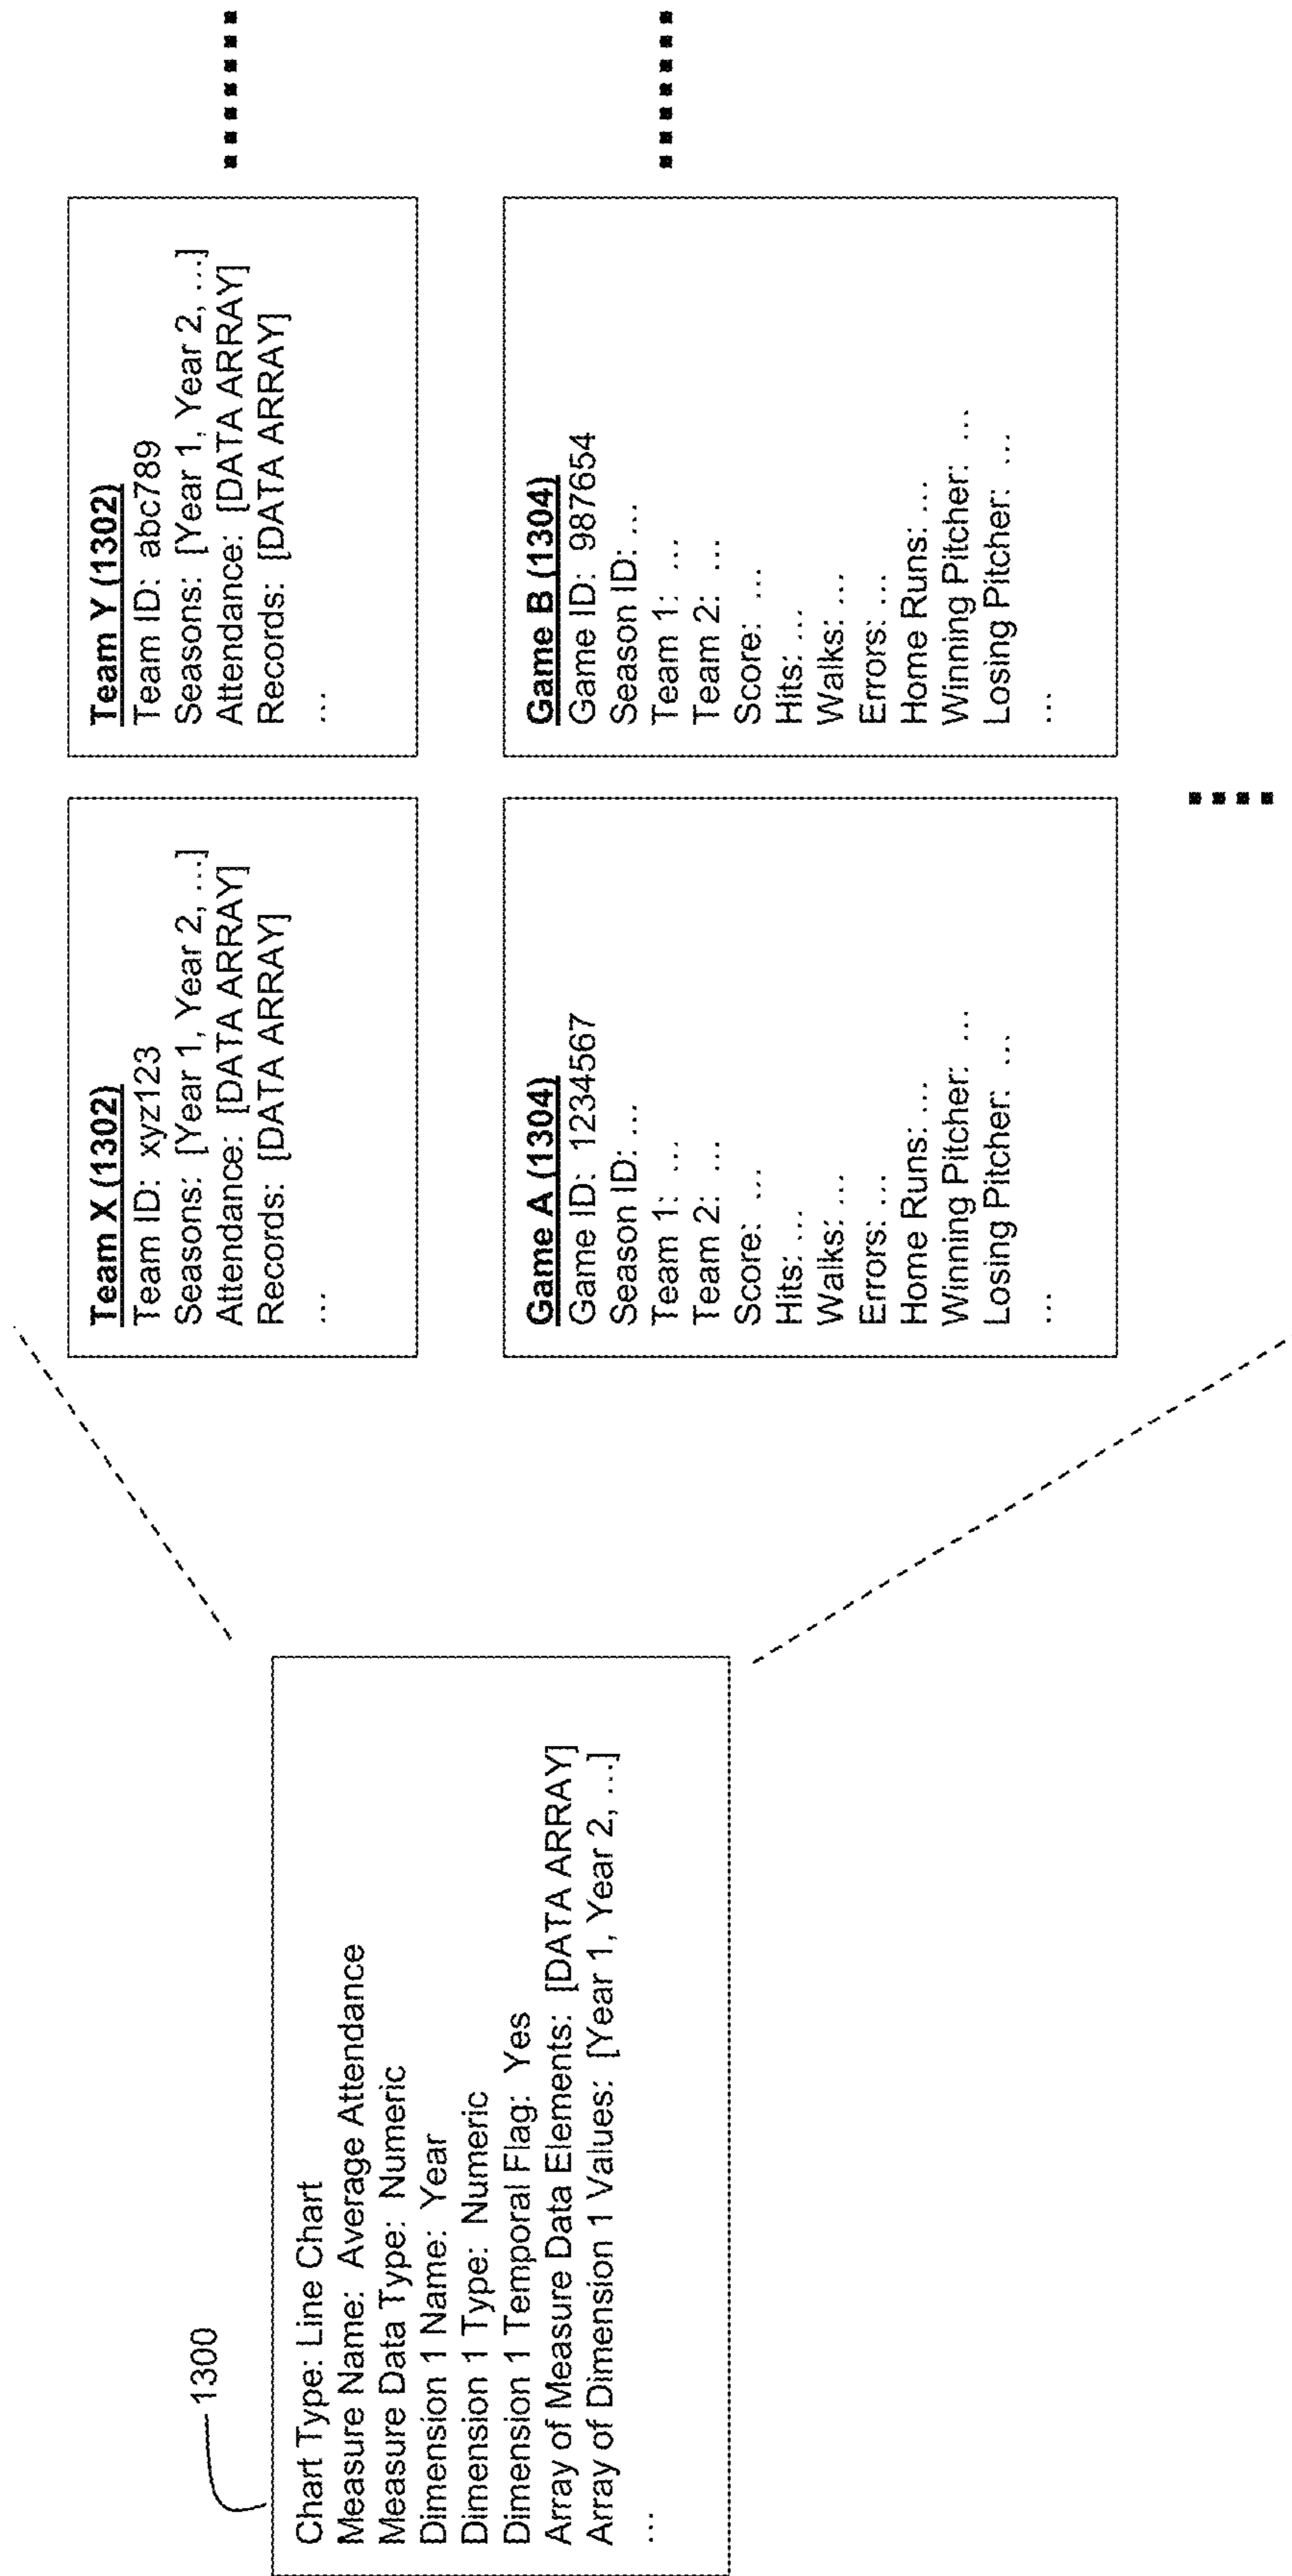 1300
Chart Type: Line Chart
Measure Name: Average Attendance
Measure Data Type: Numeric
Dimension 1 Name: Year
Dimension 1 Type: Numeric
Dimension 1 Temporal Flag: Yes
Array of Measure Data Elements: [DATA ARRAY]
Array of Dimension 1 Values: [Year 1, Year 2, ...]
...
Team X (1302)
Team ID: xyz123
Seasons: [Year 1, Year 2, ...]
Attendance: [DATA ARRAY]
Records: [DATA ARRAY]
...
Team Y (1302)
Team ID: abc789
Seasons: [Year 1, Year 2, ...]
Attendance: [DATA ARRAY]
Records: [DATA ARRAY]
...
Game A (1304)
Game ID: 1234567
Season ID: ...
Team 1: ...
Team 2: ...
Score: ...
Hits: ...
Walks: ...
Errors: ...
Home Runs: ...
Winning Pitcher: ...
Losing Pitcher: ...
...
Game B (1304)
Game ID: 987654
Season ID: ...
Team 1: ...
Team 2: ...
Score: ...
Hits: ...
Walks: ...
Errors: ...
Home Runs: ...
Winning Pitcher: ...
Losing Pitcher: ...
...